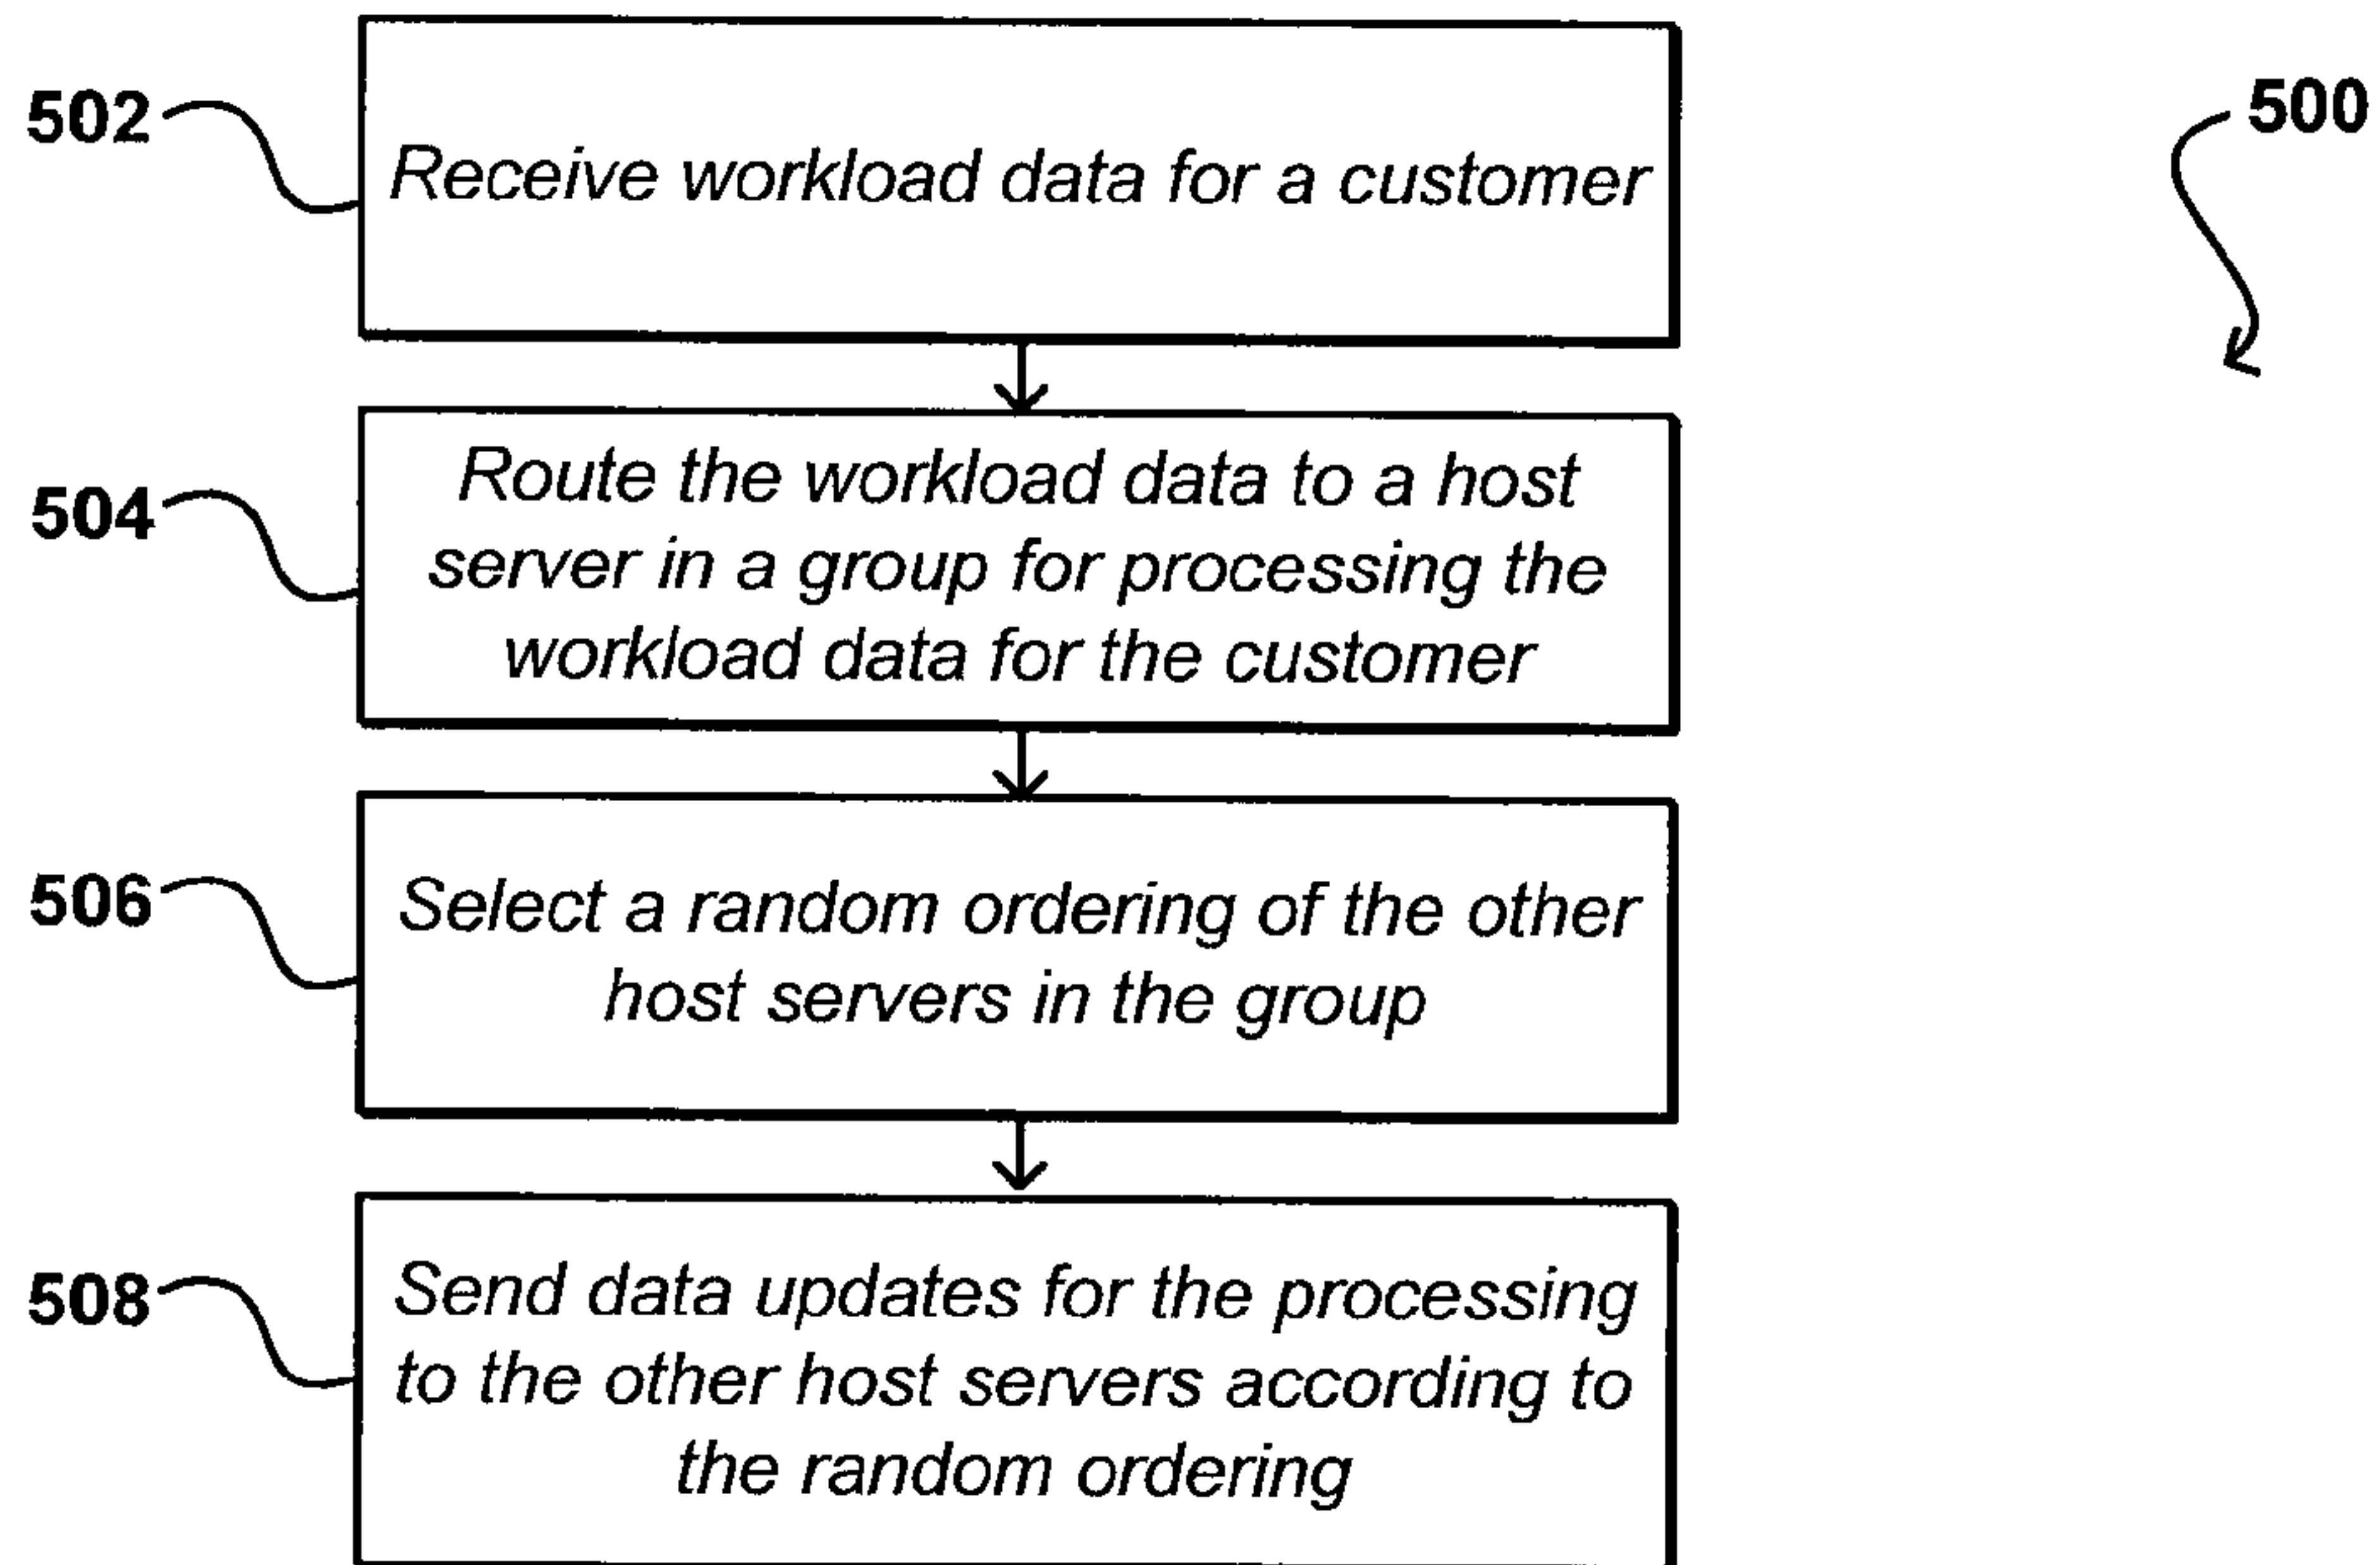 500
502
Receive workload data for a customer
504
Route the workload data to a host
server in a group for processing the
workload data for the customer
506
Select a random ordering of the other
host servers in the group
508
Send data updates for the processing
to the other host servers according to
the random ordering